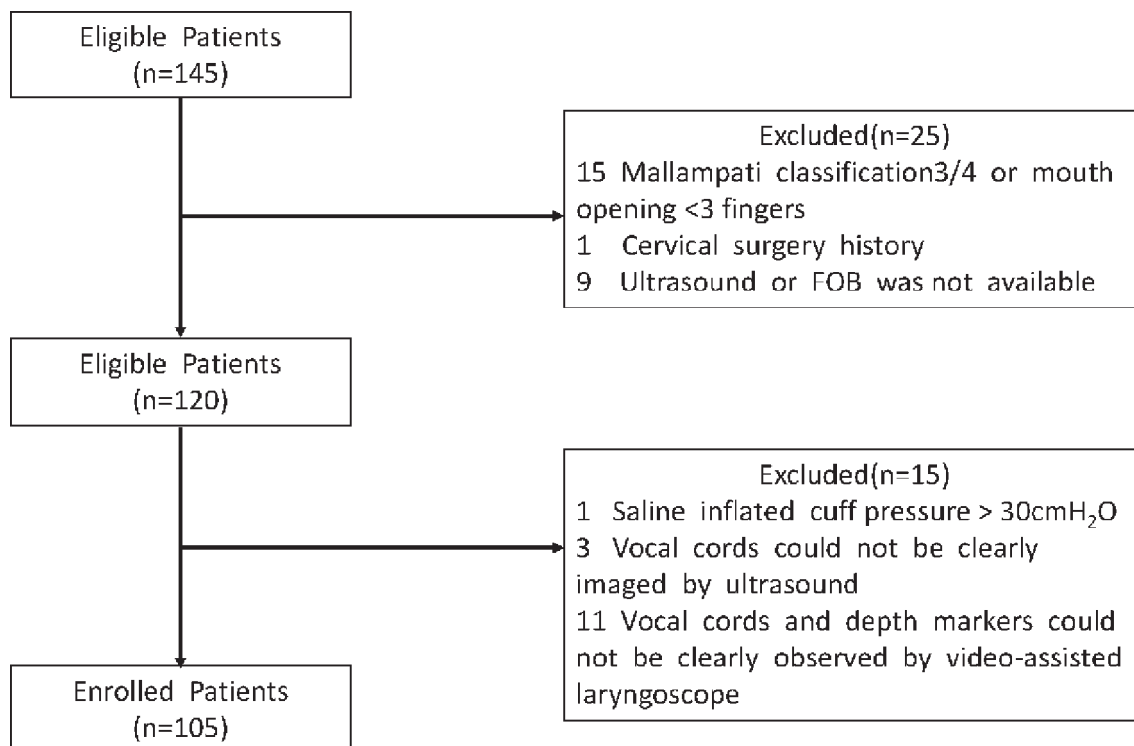 Eligible Patients
(n=145)
Excluded(n=25)
15 Mallampati classification3/4 or mouth
opening <3 fingers
1 Cervical surgery history
9 Ultrasound or FOB was not available
Eligible Patients
(n=120)
Excluded(n=15)
1 Saline inflated cuff pressure > 30cmH₂O
3 Vocal cords could not be clearly
imaged by ultrasound
11 Vocal cords and depth markers could
not be clearly observed by video-assisted
laryngoscope
Enrolled Patients
(n=105)